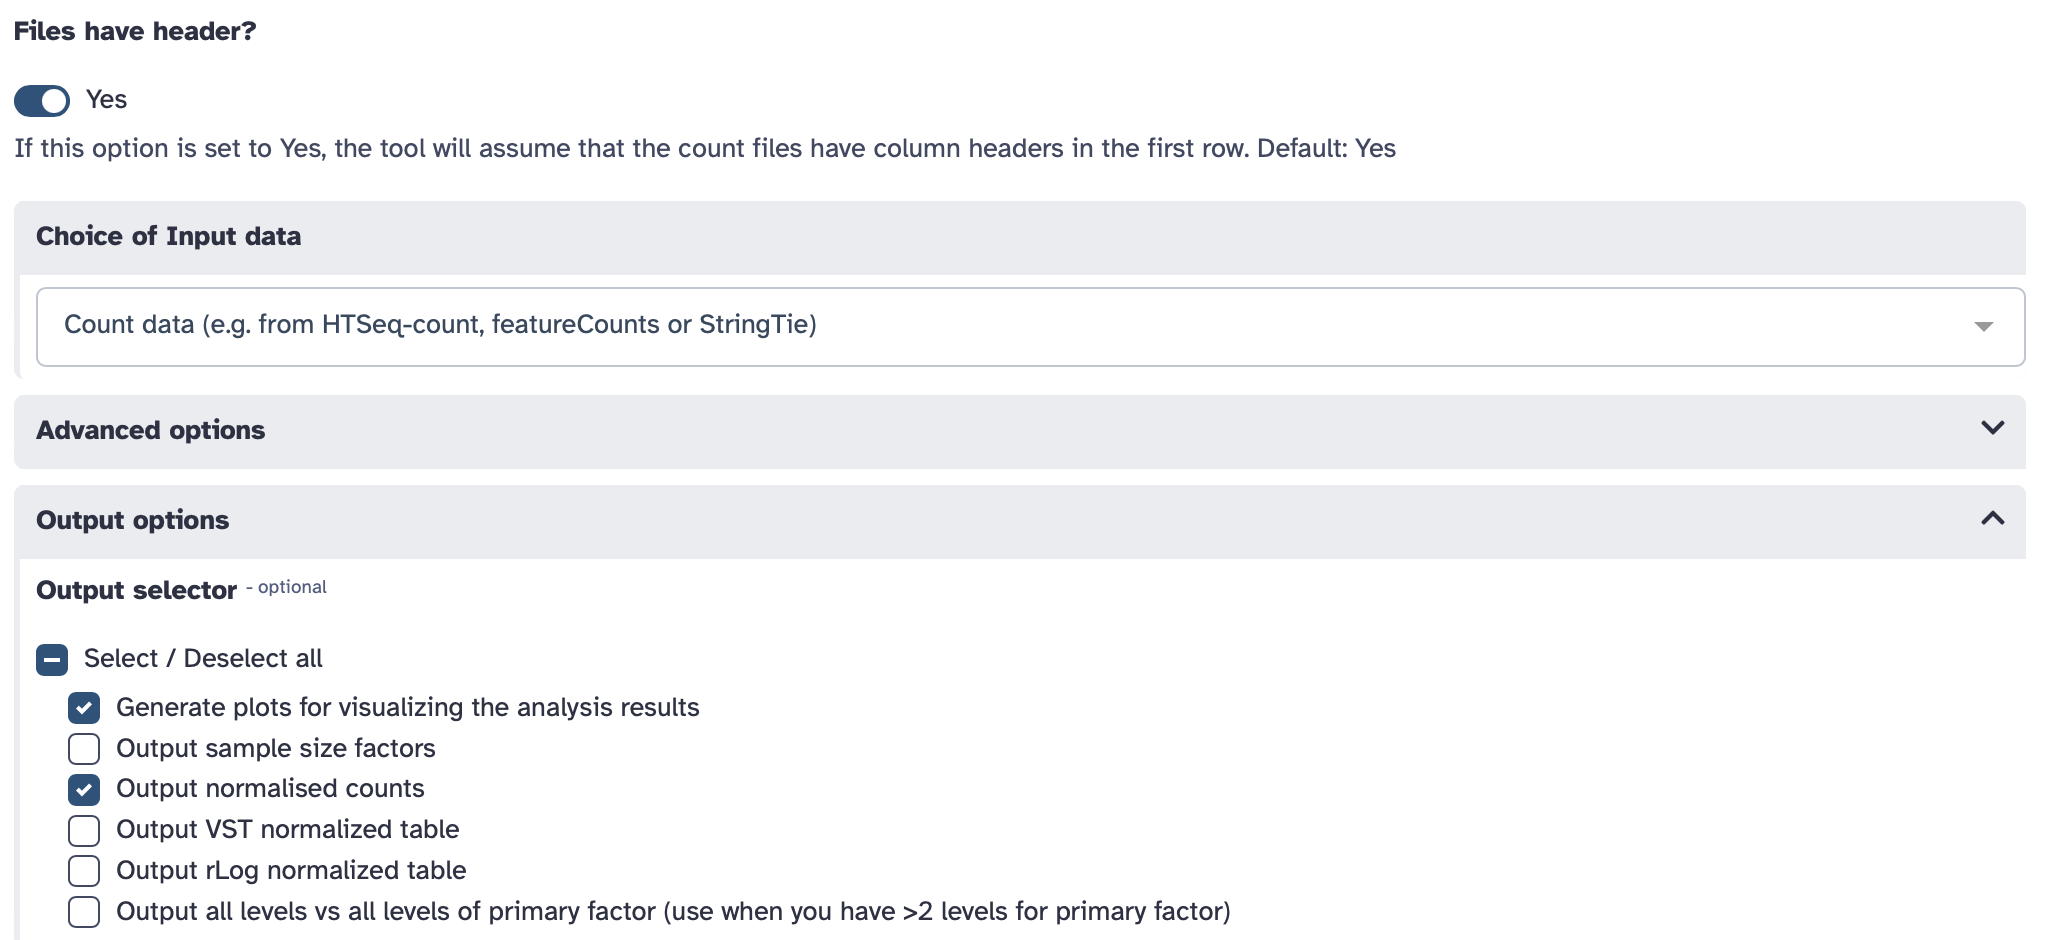 Files have header?
Yes
If this option is set to Yes, the tool will assume that the count files have column headers in the first row. Default: Yes
Choice of Input data
Count data (e.g. from HTSeq-count, featureCounts or StringTie)
Advanced options
Output options
Output selector - optional
Select / Deselect all
Generate plots for visualizing the analysis results
Output sample size factors
Output normalised counts
Output VST normalized table
Output rLog normalized table
Output all levels vs all levels of primary factor (use when you have >2 levels for primary factor)